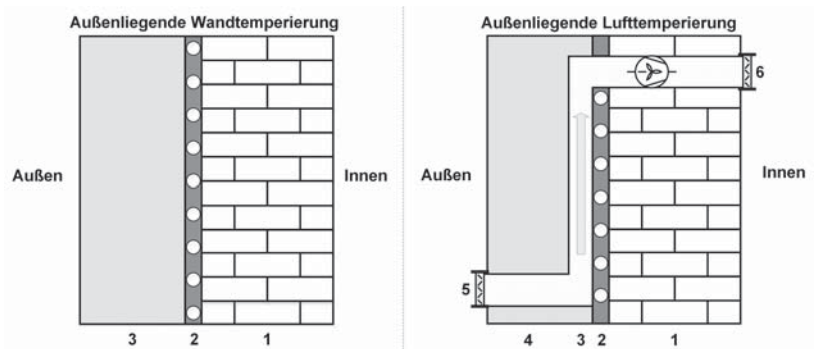 Außenliegende Wandtemperierung
Außen
Innen
3 2 1
Außenliegende Lufttemperierung
6
Außen
Innen
5
4 3 2 1